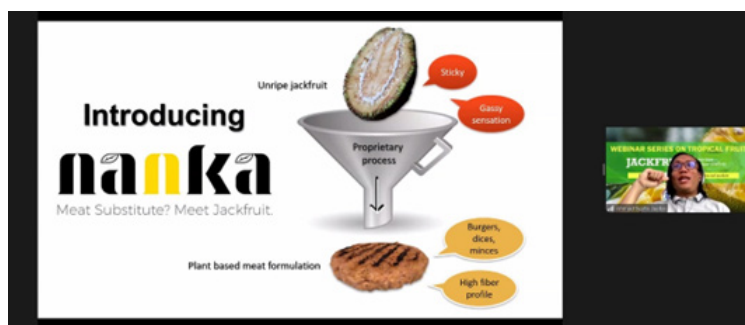 Introducing
nanka
Meat Substitute? Meet Jackfruit.
Unripe jackfruit
Sticky
Gassy
sensation
Proprietary
process
Plant based meat formulation
Burgers,
dices,
minces
High fiber
profile
WEBINAR SERIES ON TROPICAL FRUIT
JACKFRUIT